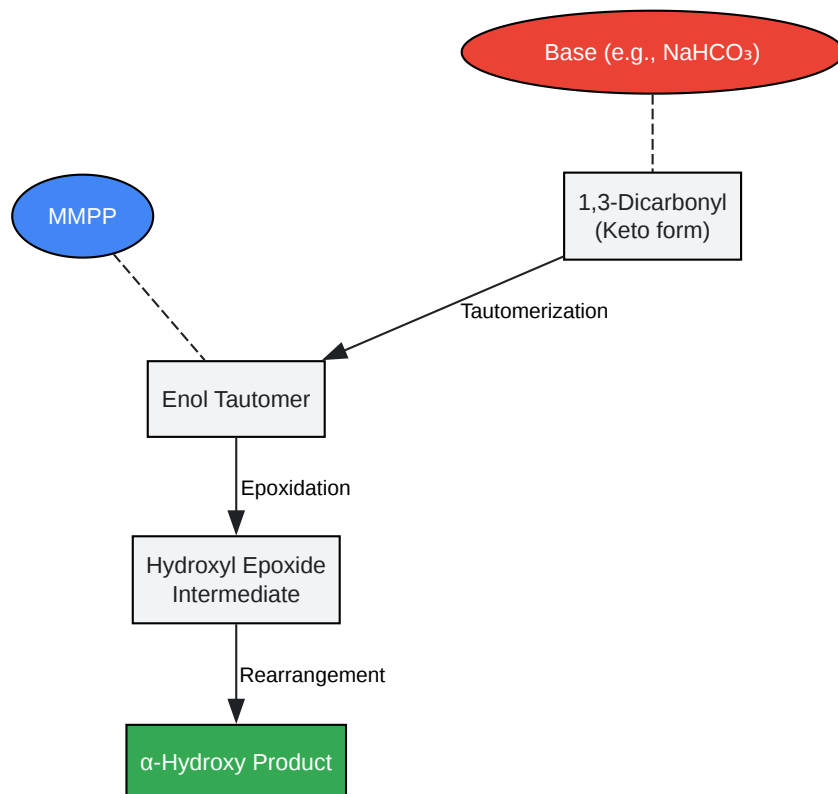 Base (e.g., NaHCO₃)
MMPP
1,3-Dicarbonyl
(Keto form)
Tautomerization
Enol Tautomer
Epoxidation
Hydroxyl Epoxide
Intermediate
Rearrangement
α-Hydroxy Product